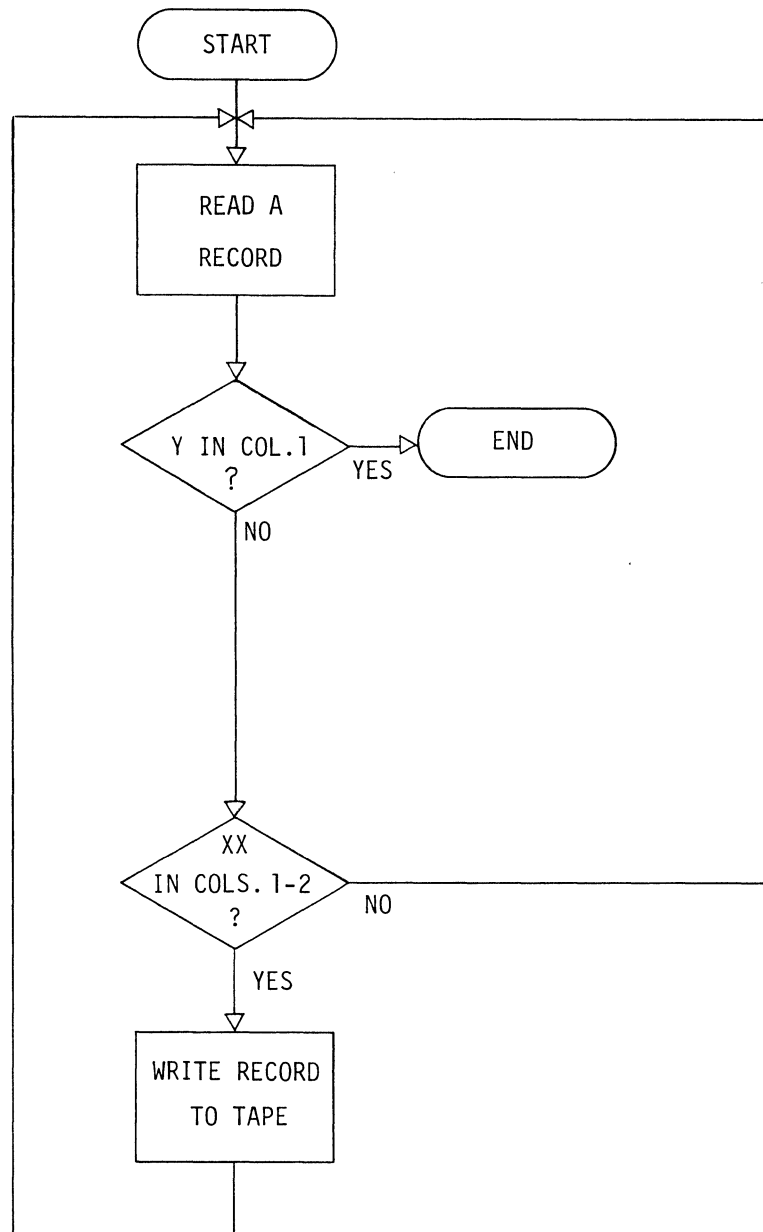 START
READ A
RECORD
Y IN COL.1
?
YES
END
NO
XX
IN COLS.1-2
?
NO
YES
WRITE RECORD
TO TAPE